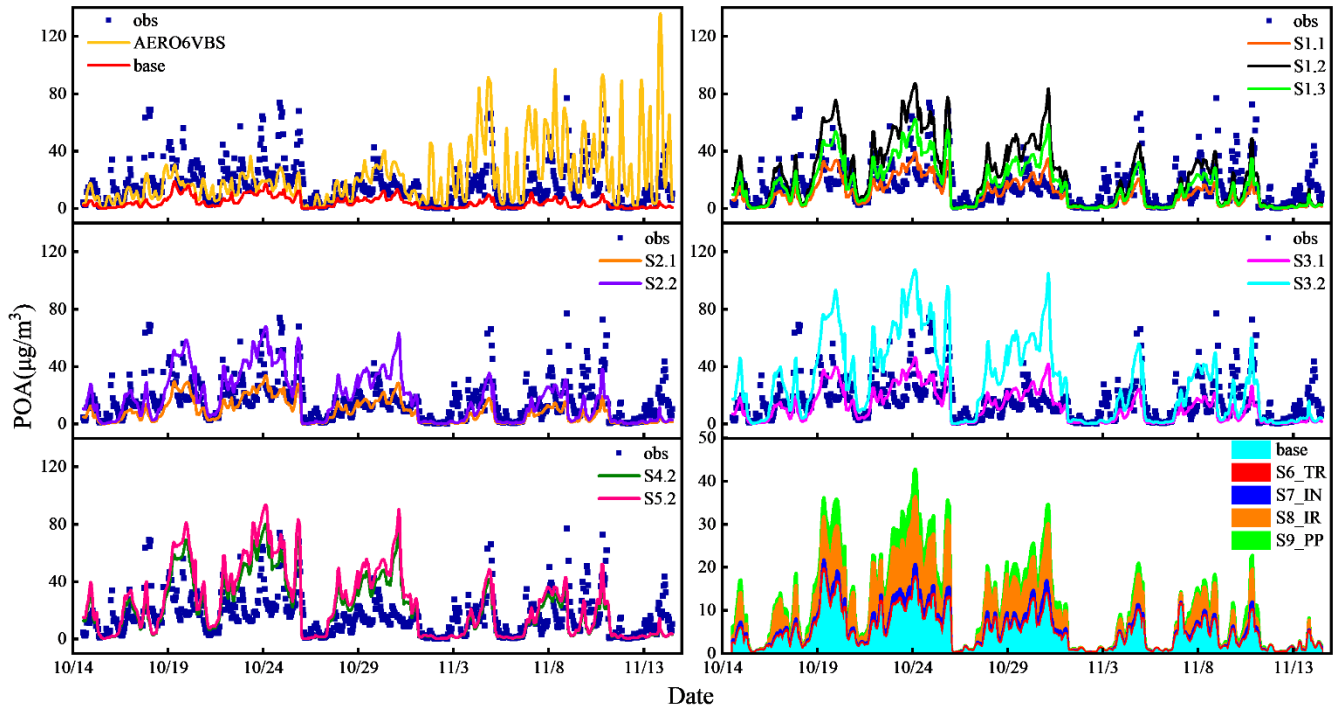 obs
AERO6VBS
base
120
80
40
0
obs
S1.1
S1.2
S1.3
120
80
40
0
obs
S2.1
S2.2
120
80
40
0
obs
S3.1
S3.2
120
80
40
0
POA(μg/m³)
obs
S4.2
S5.2
120
80
40
0
10/14 10/19 10/24 10/29 11/3 11/8 11/13
base
S6_TR
S7_IN
S8_IR
S9_PP
50
40
30
20
10
0
10/14 10/19 10/24 10/29 11/3 11/8 11/13
Date